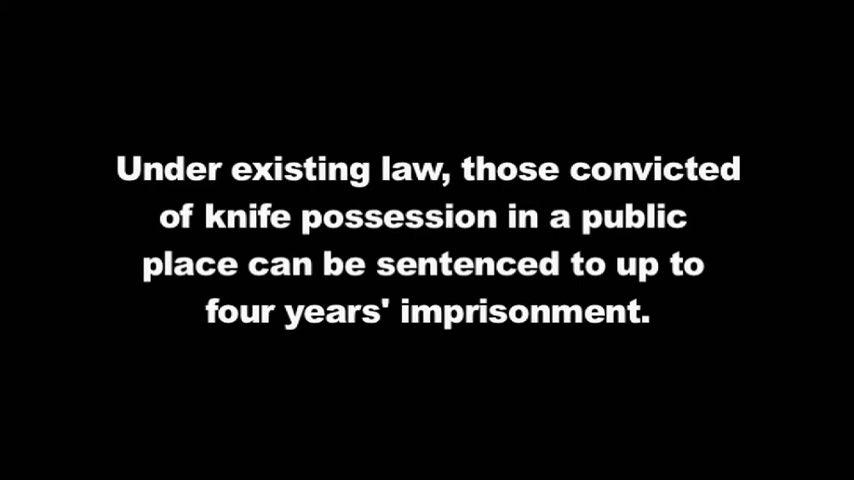 Under existing law, those convicted
of knife possession in a public
place can be sentenced to up to
four years' imprisonment.